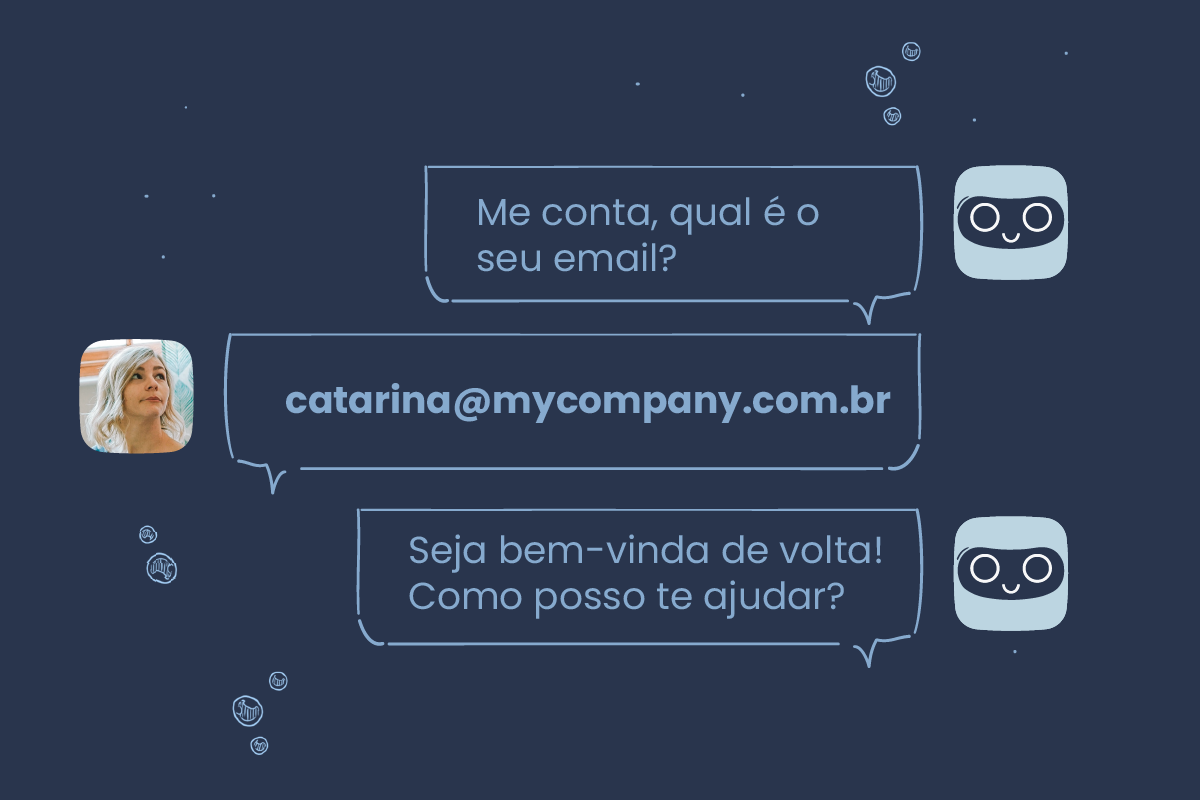 Me conta, qual é o
seu email?
catarina@mycompany.com.br
Seja bem-vinda de volta!
Como posso te ajudar?